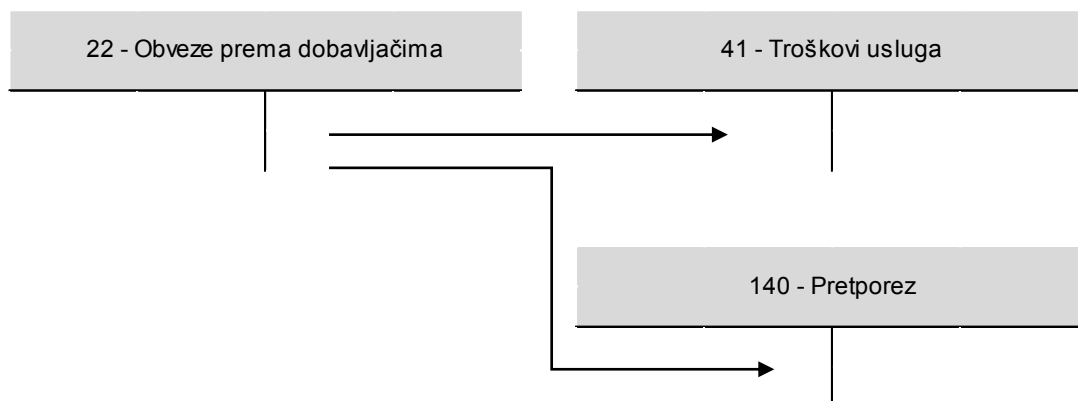 22 - Obveze prema dobavljačima
41 - Troškovi usluga
140 - Pretporez